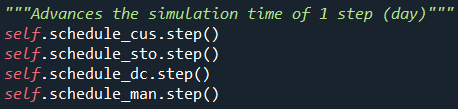 """Advances the simulation time of 1 step (day)"""
self.schedule_cus.step()
self.schedule_sto.step()
self.schedule_dc.step()
self.schedule_man.step()